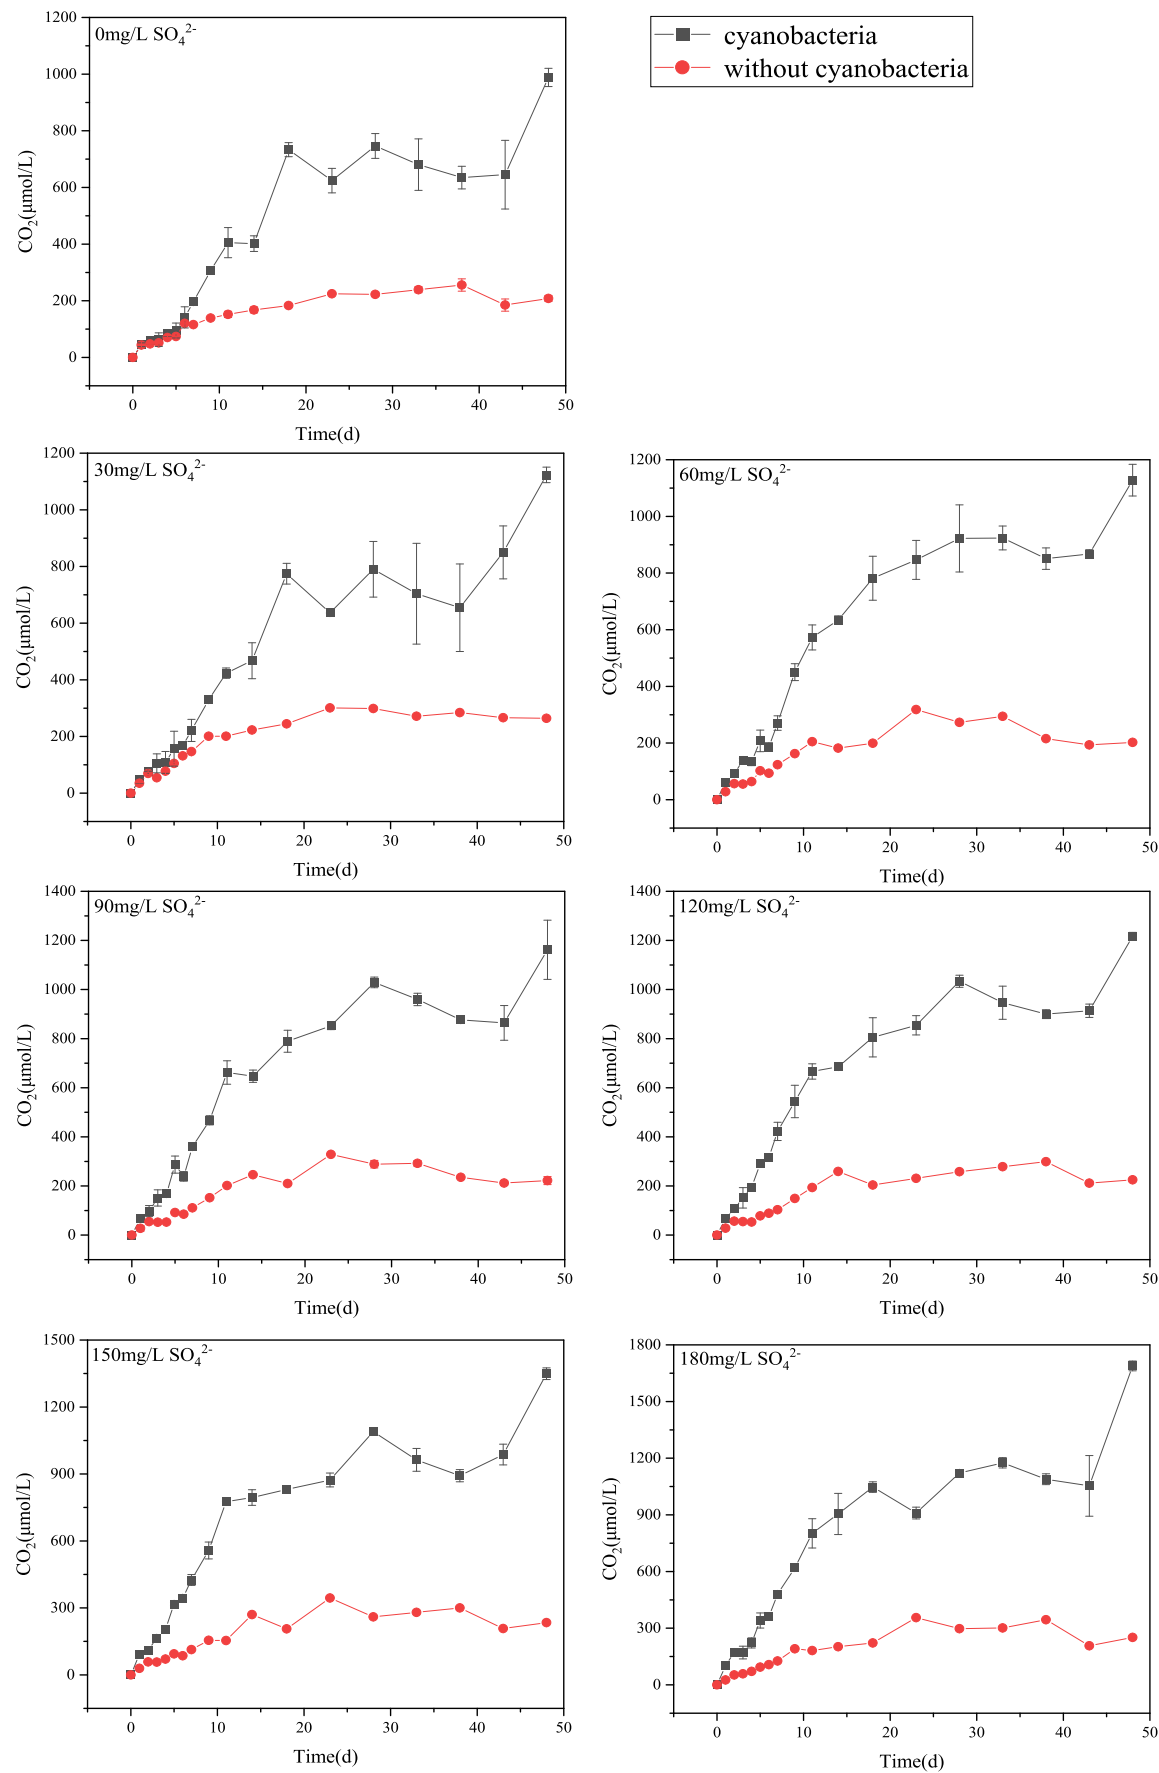 cyanobacteria
without cyanobacteria
0mg/L SO₄²⁻
1200
1000
800
600
400
200
0
CO₂(μmol/L)
0 10 20 30 40 50
Time(d)
30mg/L SO₄²⁻
1200
1000
800
600
400
200
0
CO₂(μmol/L)
0 10 20 30 40 50
Time(d)
60mg/L SO₄²⁻
1200
1000
800
600
400
200
0
CO₂(μmol/L)
0 10 20 30 40 50
Time(d)
90mg/L SO₄²⁻
1400
1200
1000
800
600
400
200
0
CO₂(μmol/L)
0 10 20 30 40 50
Time(d)
120mg/L SO₄²⁻
1400
1200
1000
800
600
400
200
0
CO₂(μmol/L)
0 10 20 30 40 50
Time(d)
150mg/L SO₄²⁻
1500
1200
900
600
300
0
CO₂(μmol/L)
0 10 20 30 40 50
Time(d)
180mg/L SO₄²⁻
1800
1500
1200
900
600
300
0
CO₂(μmol/L)
0 10 20 30 40 50
Time(d)